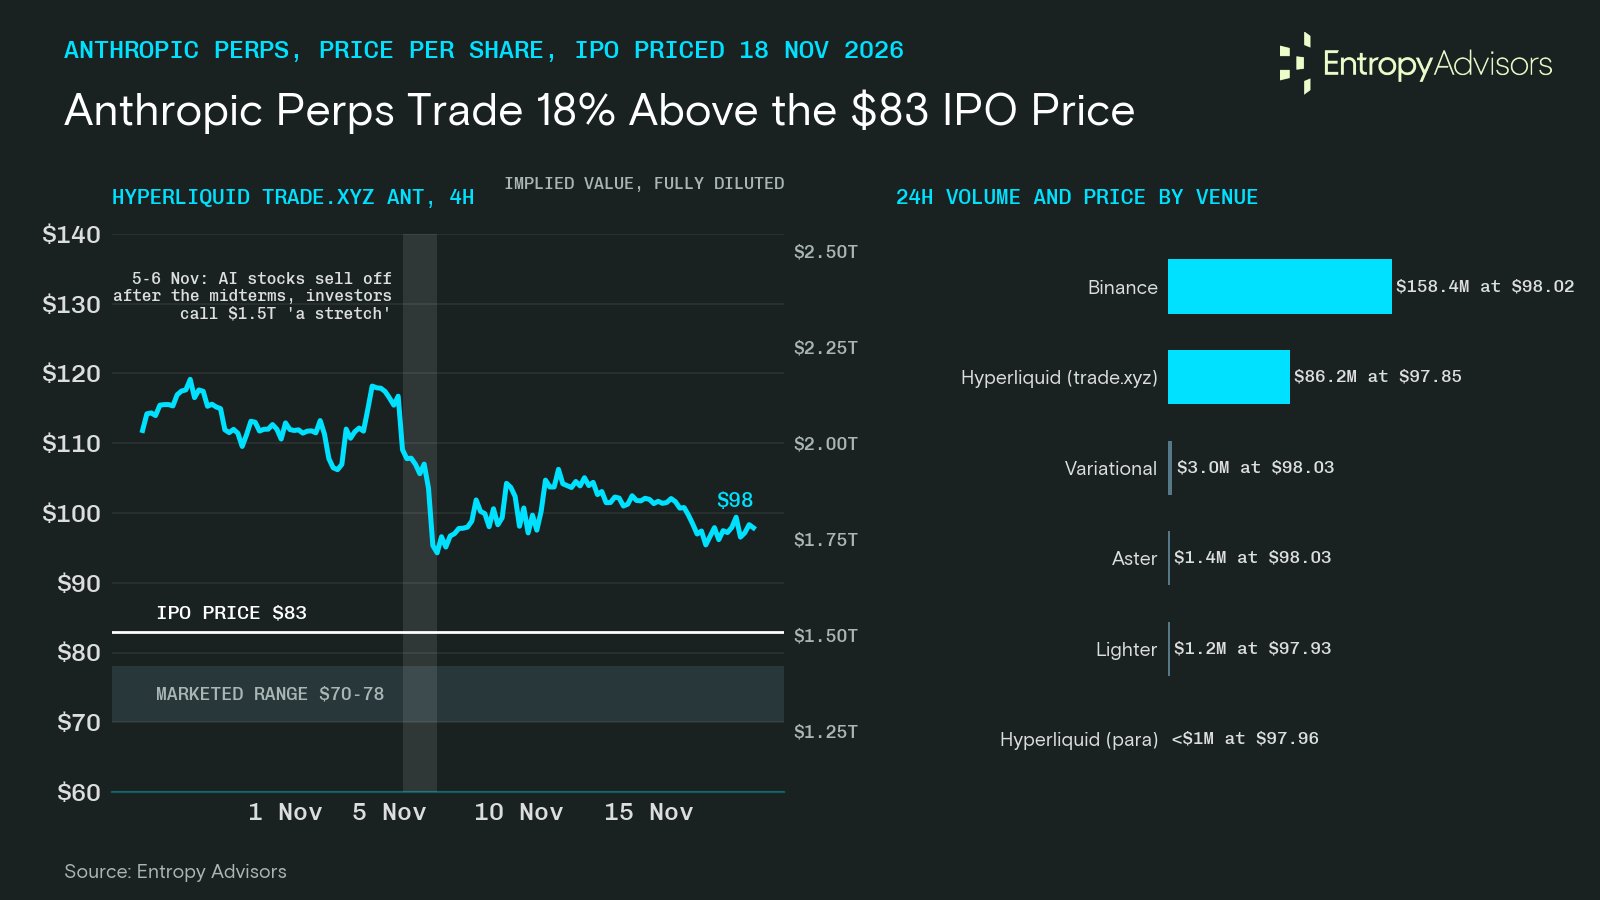 ANTHROPIC PERPS, PRICE PER SHARE, IPO PRICED 18 NOV 2026
EntropyAdvisors
Anthropic Perps Trade 18% Above the $83 IPO Price
HYPERLIQUID TRADE.XYZ ANT, 4H
IMPLIED VALUE, FULLY DILUTED
$140
$130
$120
$110
$100
$90
$80
$70
$60
5-6 Nov: AI stocks sell off
after the midterms, investors
call $1.5T 'a stretch'
$98
IPO PRICE $83
MARKETED RANGE $70-78
$2.50T
$2.25T
$2.00T
$1.75T
$1.50T
$1.25T
1 Nov
5 Nov
10 Nov
15 Nov
24H VOLUME AND PRICE BY VENUE
Binance $158.4M at $98.02
Hyperliquid (trade.xyz) $86.2M at $97.85
Variational $3.0M at $98.03
Aster $1.4M at $98.03
Lighter $1.2M at $97.93
Hyperliquid (para) <$1M at $97.96
Source: Entropy Advisors